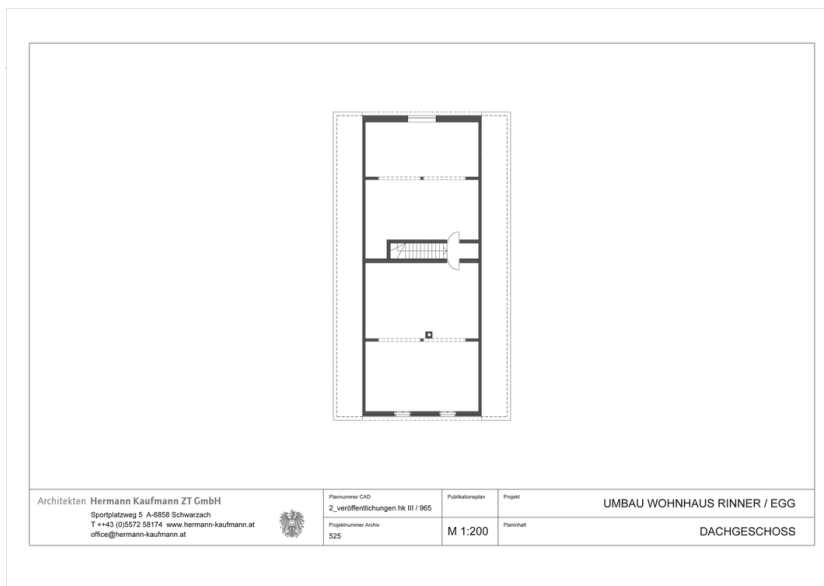 Architekten Hermann Kaufmann ZT GmbH
Sportplatzweg 5 A-6858 Schwarzach
T ++43 (0)5572 58174 www.hermann-kaufmann.at
office@hermann-kaufmann.at
Plannummer CAD
2_veröffentlichungen hk III / 965
Projektnummer Archiv
525
Publikationsplan
M 1:200
Projekt
UMBAU WOHNHAUS RINNER / EGG
Planinhalt
DACHGESCHOSS